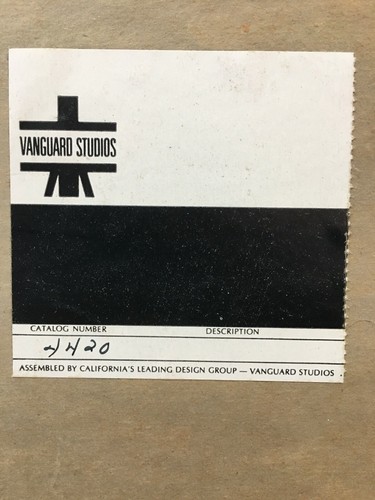 VANGUARD STUDIOS
CATALOG NUMBER DESCRIPTION
4420
ASSEMBLED BY CALIFORNIA'S LEADING DESIGN GROUP — VANGUARD STUDIOS